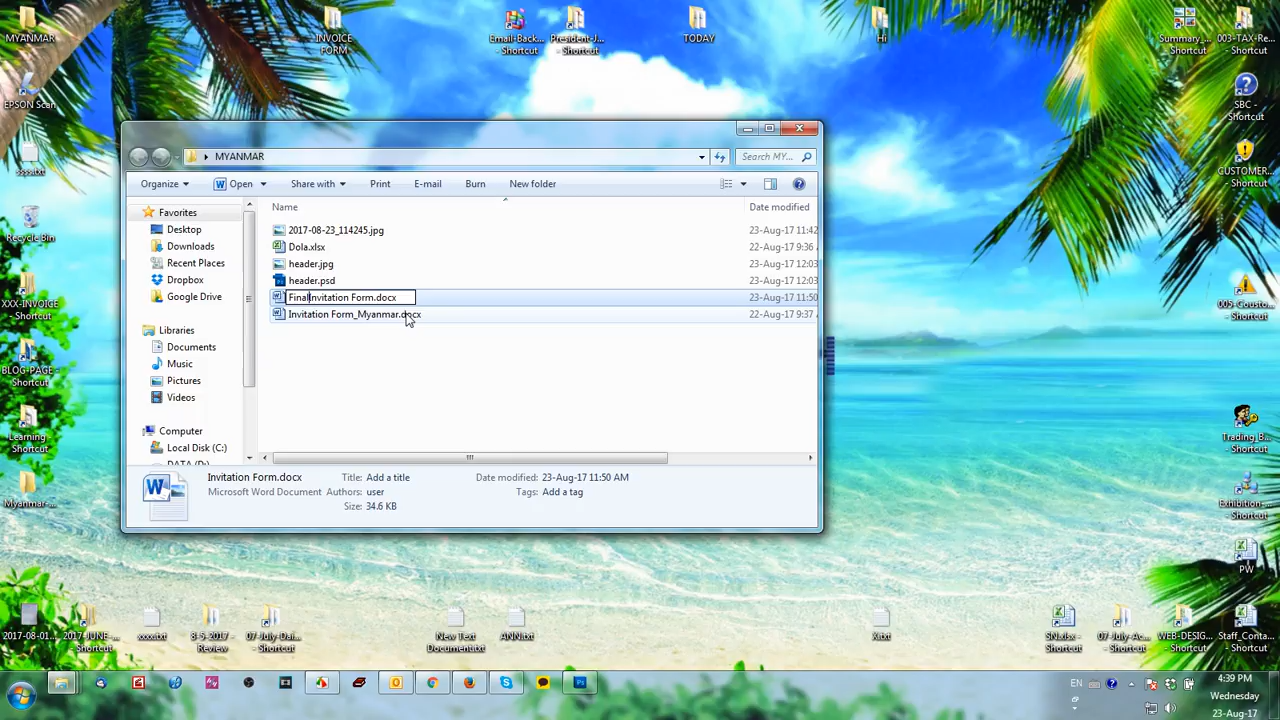 MYANMAR
INVOICE
FORM
Email-Back...
- Shortcut
President-J...
- Shortcut
TODAY
Hi
Summary_...
Shortcut
003-TAX-Re...
- Shortcut
EPSON Scan
SBC -
Shortcut
ssss.txt
CUSTOMER...
- Shortcut
Recycle Bin
XXX-INVOICE
- Shortcut
005-Cousto...
- Shortcut
BLOG-PAGE -
Shortcut
Learning -
Shortcut
Trading_B...
- Shortcut
Myanmar-...
Exhibition_...
- Shortcut
PW
MYANMAR
Search MY...
Organize
Open
Share with
Print
E-mail
Burn
New folder
Favorites
Desktop
Downloads
Recent Places
Dropbox
Google Drive
Libraries
Documents
Music
Pictures
Videos
Computer
Local Disk (C:)
DATA (D:)
Name
Date modified
2017-08-23_114245.jpg
23-Aug-17 11:42
Dola.xlsx
22-Aug-17 9:36
header.jpg
23-Aug-17 12:03
header.psd
23-Aug-17 12:03
FinalInvitation Form.docx
23-Aug-17 11:50
Invitation Form_Myanmar.docx
22-Aug-17 9:37
Invitation Form.docx
Title: Add a title
Date modified: 23-Aug-17 11:50 AM
Microsoft Word Document
Authors: user
Tags: Add a tag
Size: 34.6 KB
2017-08-01...
2017-JUNE-...
- Shortcut
xxxx.txt
8-5-2017 -
Review
07-July-Dai...
- Shortcut
New Text
Document.txt
ANN.txt
X.txt
SN.xlsx -
Shortcut
07-July-Ac...
- Shortcut
WEB-DESIG...
- Shortcut
Staff_Conta...
- Shortcut
EN
4:39 PM
Wednesday
23-Aug-17